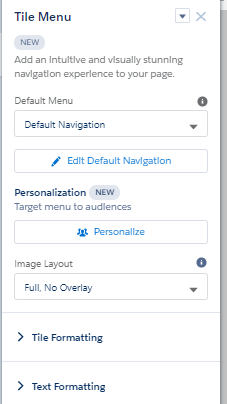 Tile Menu
NEW
Add an intuitive and visually stunning
navigation experience to your page.
Default Menu
Default Navigation
Edit Default Navigation
Personalization NEW
Target menu to audiences
Personalize
Image Layout
Full, No Overlay
Tile Formatting
Text Formatting